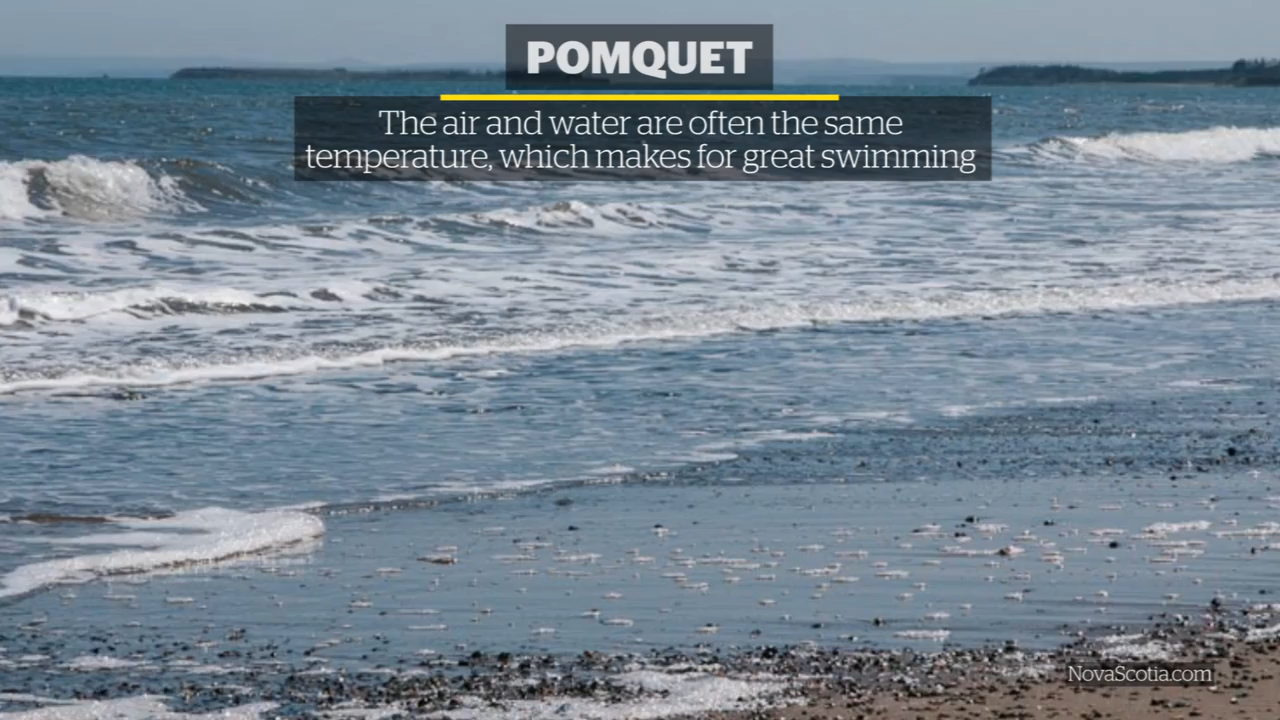 POMQUET
The air and water are often the same
temperature, which makes for great swimming
NovaScotia.com